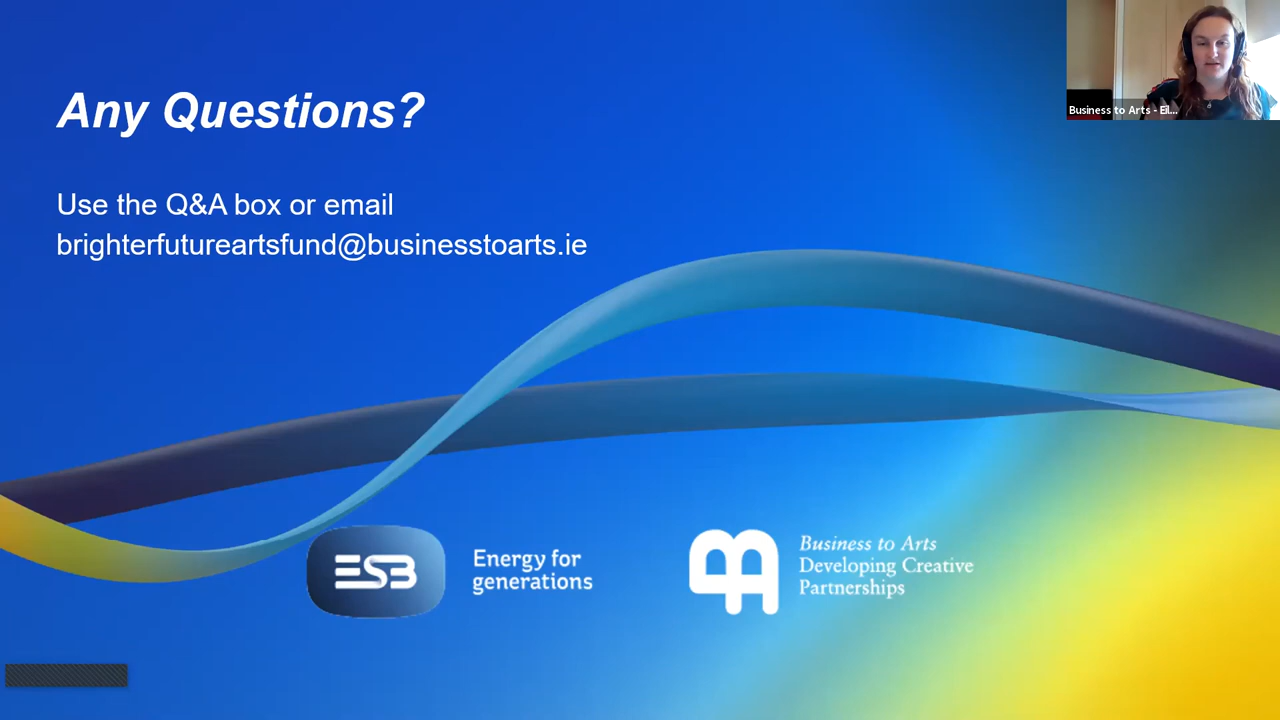 Any Questions?
Use the Q&A box or email
brighterfutureartsfund@businesstoarts.ie
Business to Arts - Eil...
ESB
Energy for
generations
Business to Arts
Developing Creative
Partnerships